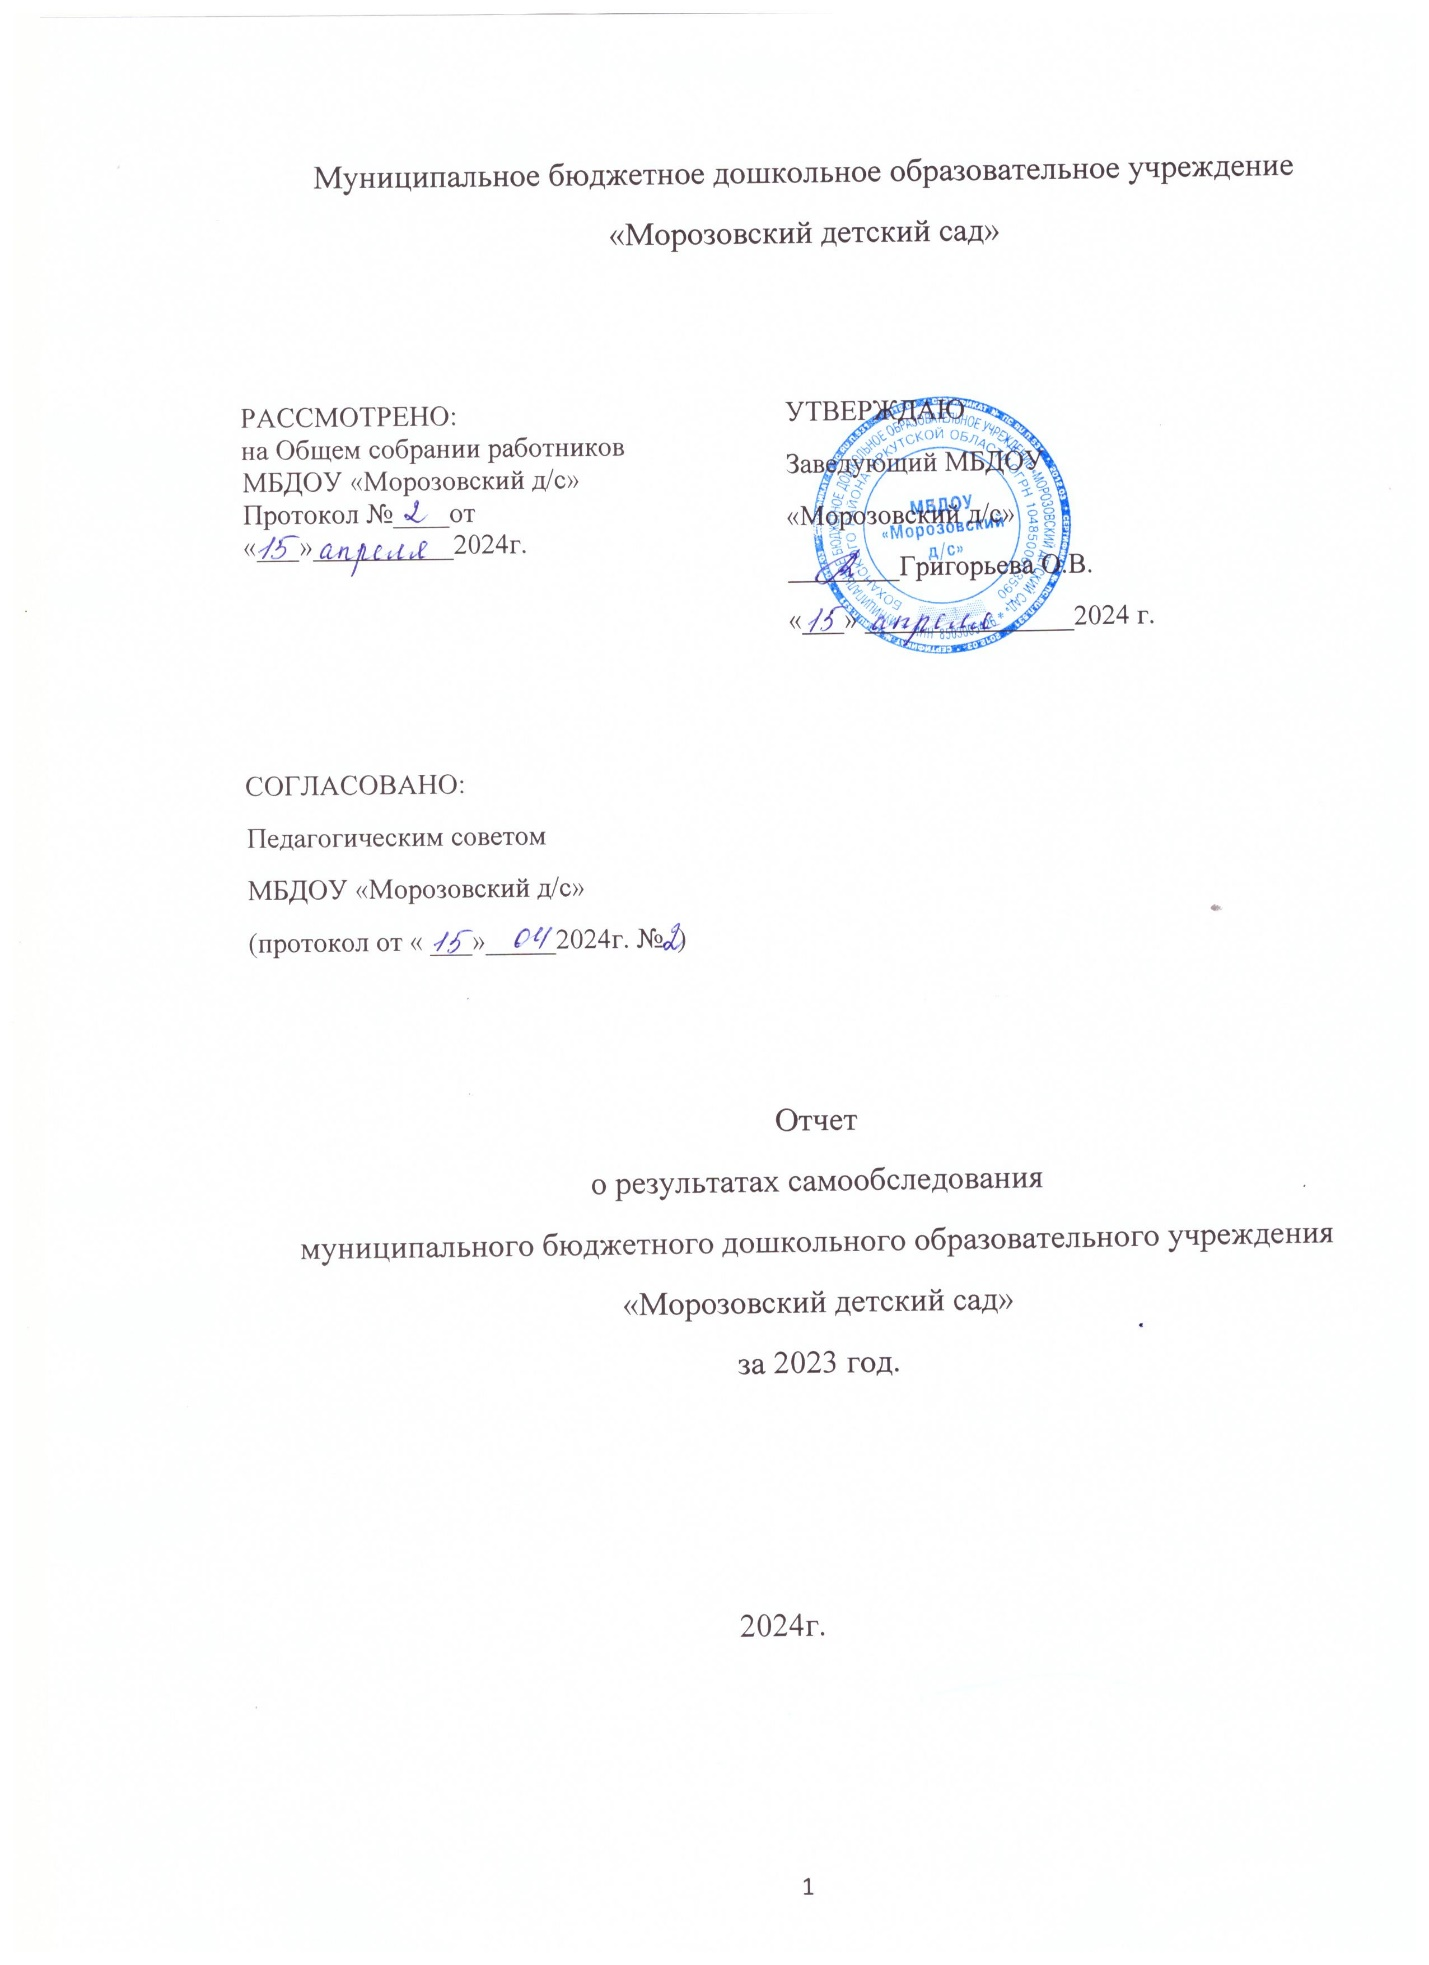 Муниципальное бюджетное дошкольное образовательное учреждение
«Морозовский детский сад»
РАССМОТРЕНО:
на Общем собрании работников
МБДОУ «Морозовский д/с»
Протокол № 2 от
«15» апреля 2024г.
УТВЕРЖДАЮ
Заведующий МБДОУ
«Морозовский д/с»
Григорьева О.В.
«15» апреля 2024 г.
МБДОУ
«Морозовский
д/с»
СОГЛАСОВАНО:
Педагогическим советом
МБДОУ «Морозовский д/с»
(протокол от « 15 » 04 2024г. №2)
Отчет
о результатах самообследования
муниципального бюджетного дошкольного образовательного учреждения
«Морозовский детский сад»
за 2023 год.
2024г.
1